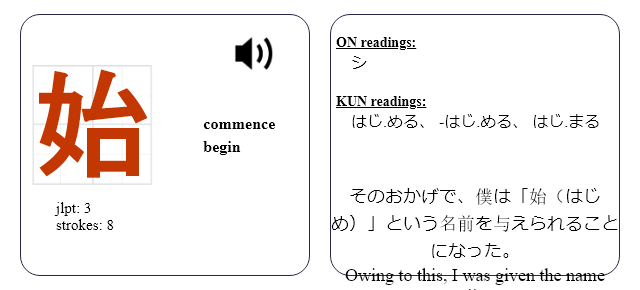 始
commence
begin
jlpt: 3
strokes: 8
ON readings:
シ
KUN readings:
はじ.める、 -はじ.める、 はじ.まる
そのおかげで、僕は「始（はじ
め）」という名前を与えられること
になった。
Owing to this, I was given the name